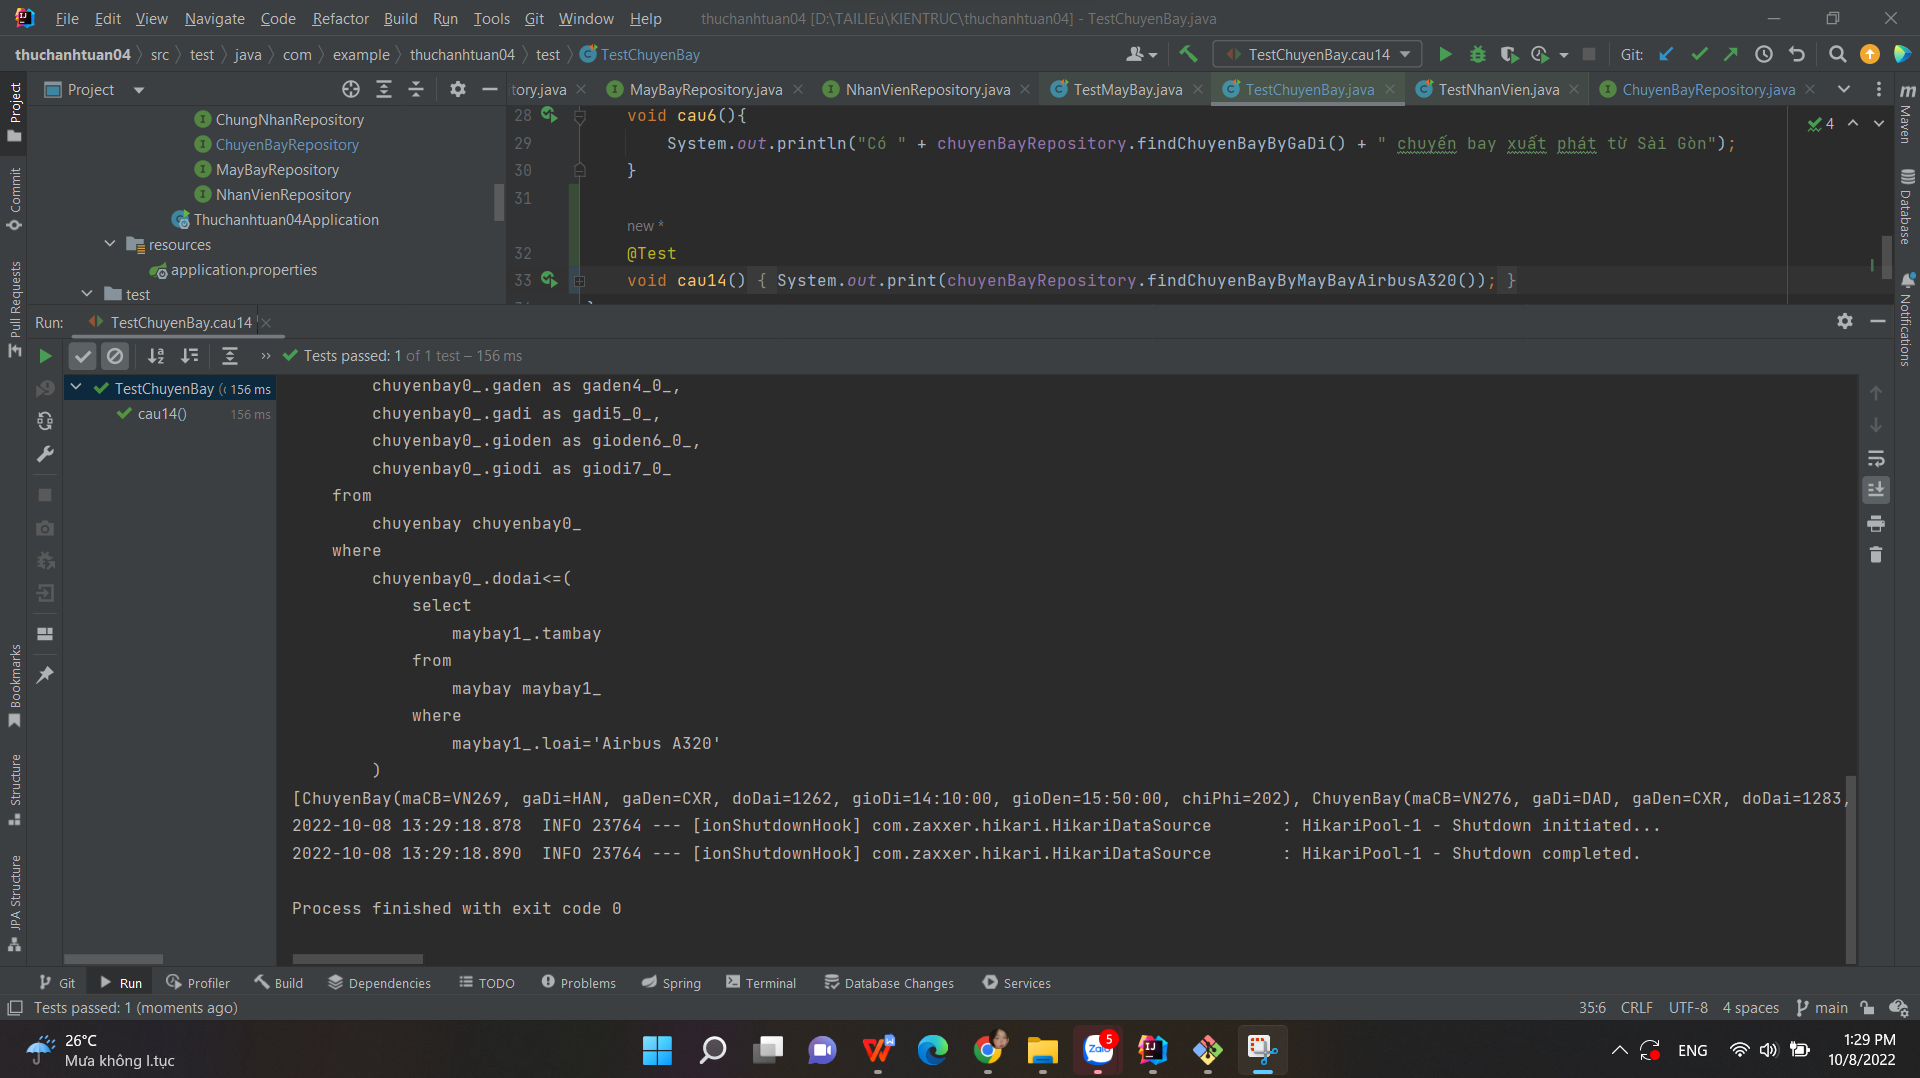 File Edit View Navigate Code Refactor Build Run Tools Git Window Help thuchanhtuan04 [D:\TAILIEu\KIENTRUC\thuchanhtuan04] - TestChuyenBay.java
thuchanhtuan04 src test java com example thuchanhtuan04 test TestChuyenBay TestChuyenBay.cau14 Git:
Project tory.java MayBayRepository.java NhanVienRepository.java TestMayBay.java TestChuyenBay.java TestNhanVien.java ChuyenBayRepository.java
ChungNhanRepository
ChuyenBayRepository
MayBayRepository
NhanVienRepository
Thuchanhtuan04Application
resources
application.properties
test
28 void cau6(){
29 System.out.println("Có " + chuyenBayRepository.findChuyenBayByGaDi() + " chuyến bay xuất phát từ Sài Gòn");
30 }
31
new *
32 @Test
33 void cau14() { System.out.print(chuyenBayRepository.findChuyenBayByMayBayAirbusA320()); }
4
Project
Commit
Pull Requests
Bookmarks
Structure
JPA Structure
Maven
Database
Notifications
Run: TestChuyenBay.cau14
Tests passed: 1 of 1 test – 156 ms
TestChuyenBay ( 156 ms
cau14() 156 ms
chuyenbay0_.gaden as gaden4_0_,
chuyenbay0_.gadi as gadi5_0_,
chuyenbay0_.gioden as gioden6_0_,
chuyenbay0_.giodi as giodi7_0_
from
chuyenbay chuyenbay0_
where
chuyenbay0_.dodai<=(
select
maybay1_.tambay
from
maybay maybay1_
where
maybay1_.loai='Airbus A320'
)
[ChuyenBay(maCB=VN269, gaDi=HAN, gaDen=CXR, doDai=1262, gioDi=14:10:00, gioDen=15:50:00, chiPhi=202), ChuyenBay(maCB=VN276, gaDi=DAD, gaDen=CXR, doDai=1283,
2022-10-08 13:29:18.878 INFO 23764 --- [ionShutdownHook] com.zaxxer.hikari.HikariDataSource : HikariPool-1 - Shutdown initiated...
2022-10-08 13:29:18.890 INFO 23764 --- [ionShutdownHook] com.zaxxer.hikari.HikariDataSource : HikariPool-1 - Shutdown completed.
Process finished with exit code 0
Git Run Profiler Build Dependencies TODO Problems Spring Terminal Database Changes Services
Tests passed: 1 (moments ago) 35:6 CRLF UTF-8 4 spaces main
26°C
Mưa không l.tục
Zalo 5
ENG
1:29 PM
10/8/2022